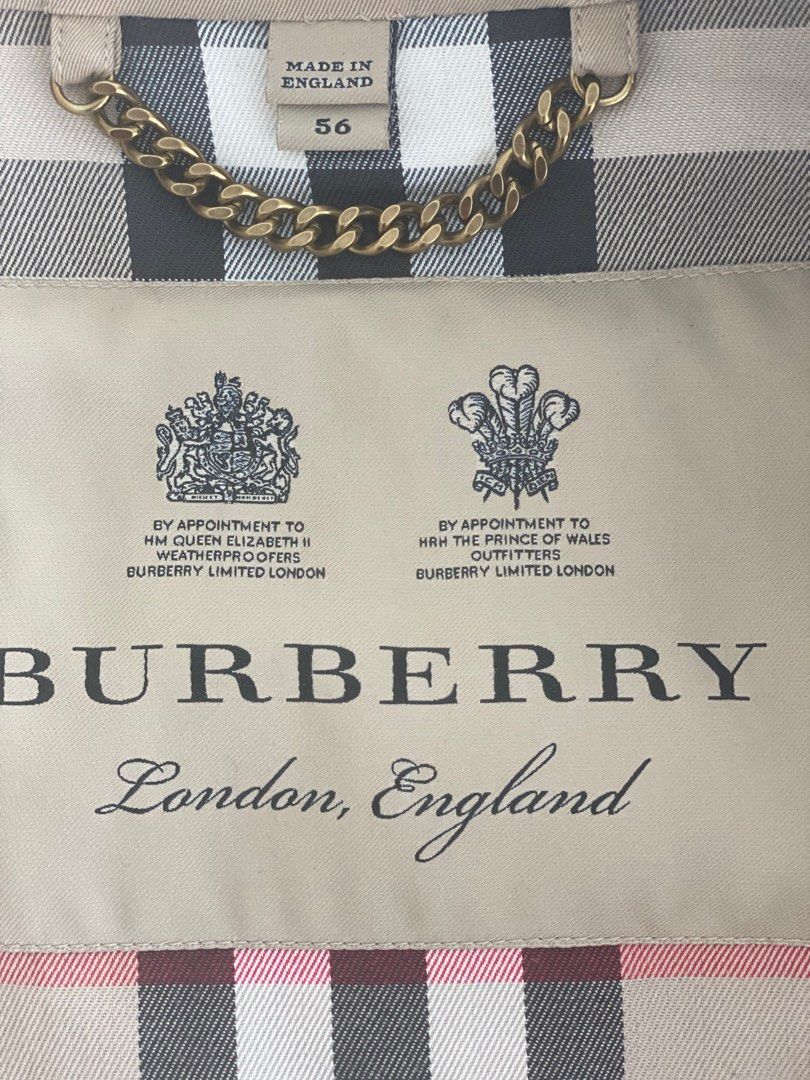 MADE IN
ENGLAND
56
BY APPOINTMENT TO
HM QUEEN ELIZABETH II
WEATHERPROOFERS
BURBERRY LIMITED LONDON
BY APPOINTMENT TO
HRH THE PRINCE OF WALES
OUTFITTERS
BURBERRY LIMITED LONDON
BURBERRY
London, England